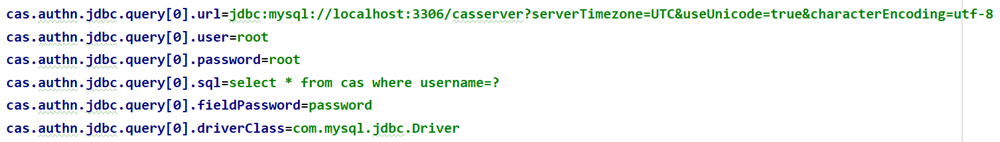 cas.authn.jdbc.query[0].url=jdbc:mysql://localhost:3306/casserver?serverTimezone=UTC&useUnicode=true&characterEncoding=utf-8
cas.authn.jdbc.query[0].user=root
cas.authn.jdbc.query[0].password=root
cas.authn.jdbc.query[0].sql=select * from cas where username=?
cas.authn.jdbc.query[0].fieldPassword=password
cas.authn.jdbc.query[0].driverClass=com.mysql.jdbc.Driver